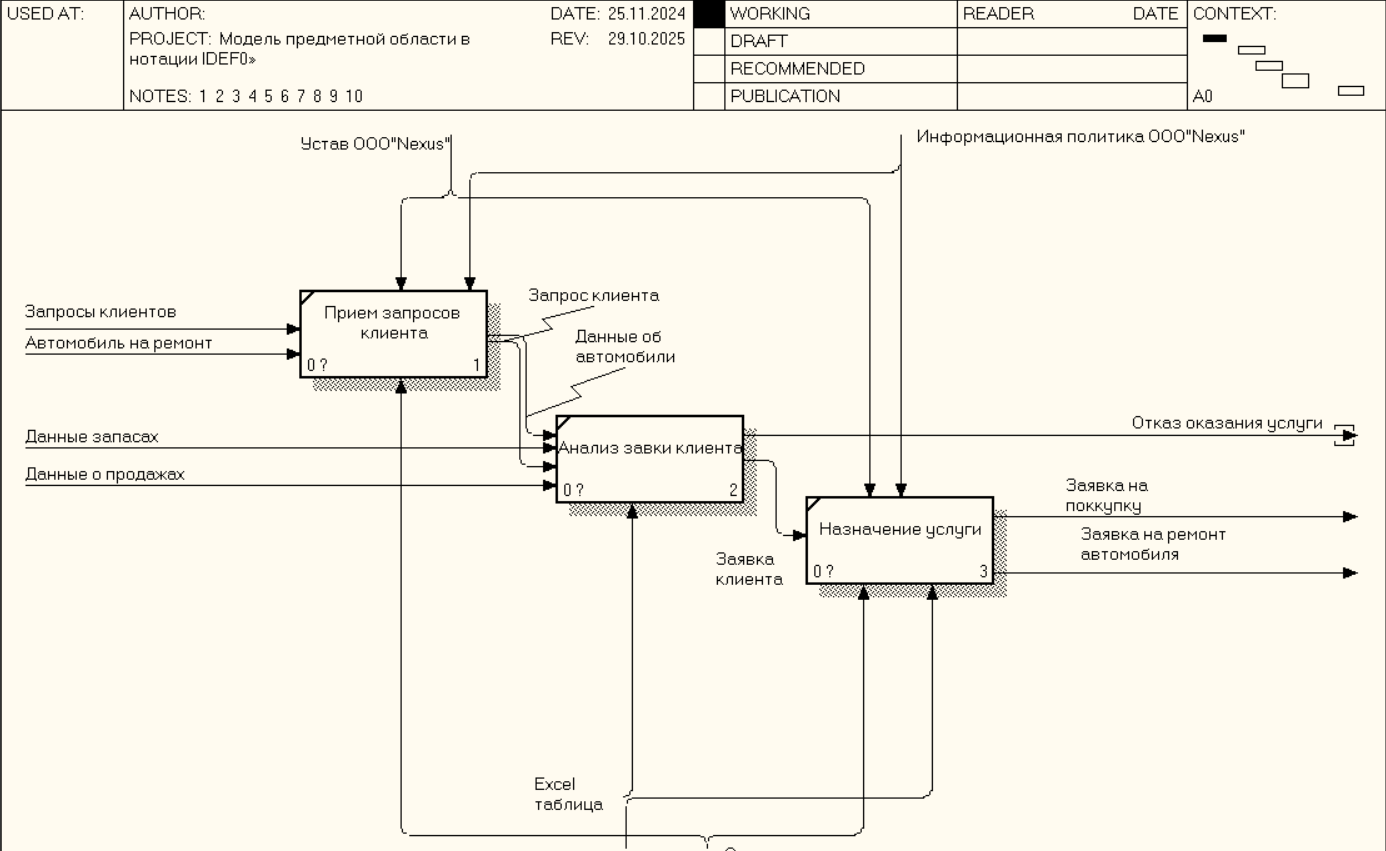 USED AT:
AUTHOR:
DATE: 25.11.2024
PROJECT: Модель предметной области в
нотации IDEF0»
REV: 29.10.2025
NOTES: 1 2 3 4 5 6 7 8 9 10
WORKING
DRAFT
RECOMMENDED
PUBLICATION
READER DATE
CONTEXT:
A0
Устав ООО"Nexus"
Информационная политика ООО"Nexus"
Запросы клиентов
Автомобиль на ремонт
Прием запросов
клиента
0 ? 1
Запрос клиента
Данные об
автомобили
Данные запасах
Данные о продажах
Анализ завки клиента
0 ? 2
Отказ оказания услуги
Заявка
клиента
Назначение услуги
0 ? 3
Заявка на
поккупку
Заявка на ремонт
автомобиля
Excel
таблица